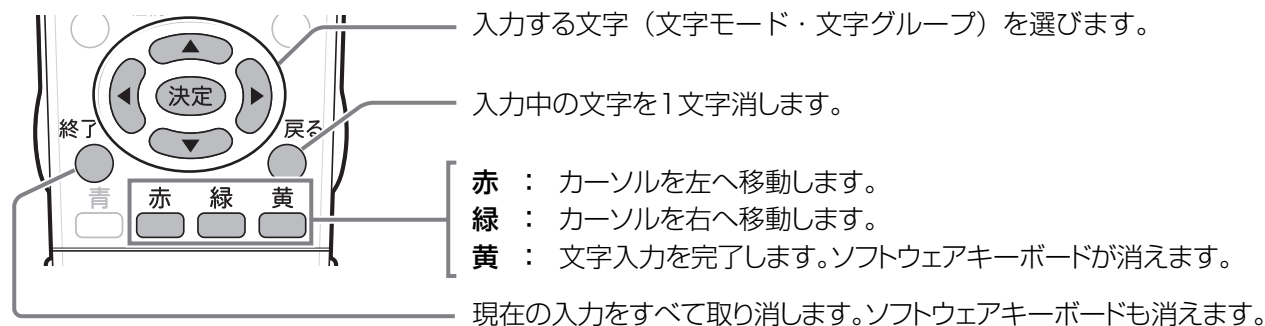 入力する文字（文字モード・文字グループ）を選びます。
決定
入力中の文字を1文字消します。
終了
戻る
青 赤 緑 黄
赤 ： カーソルを左へ移動します。
緑 ： カーソルを右へ移動します。
黄 ： 文字入力を完了します。ソフトウェアキーボードが消えます。
現在の入力をすべて取り消します。ソフトウェアキーボードも消えます。